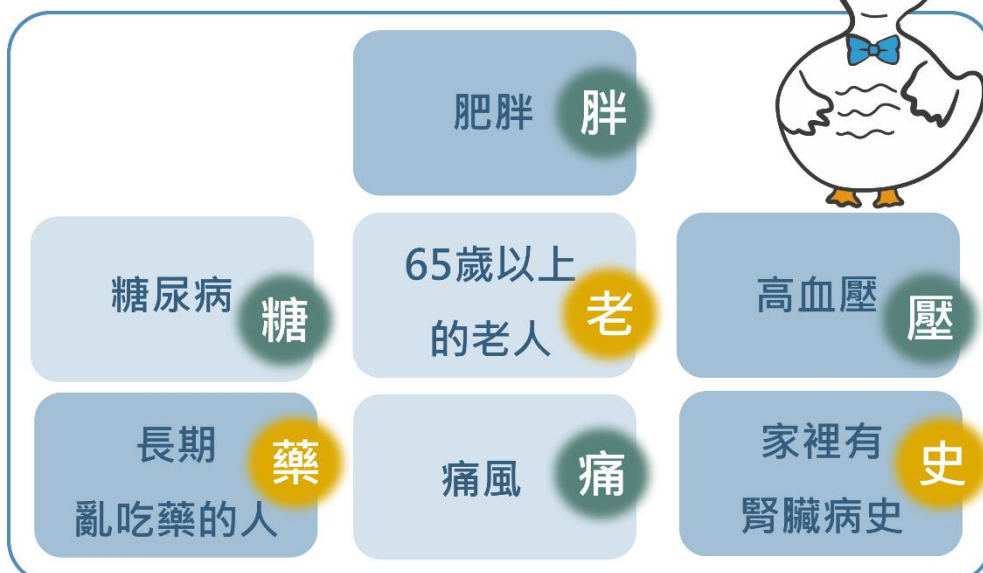 肥胖 胖
糖尿病 糖
65歲以上
的老人 老
高血壓 壓
長期
亂吃藥的人 藥
痛風 痛
家裡有
腎臟病史 史